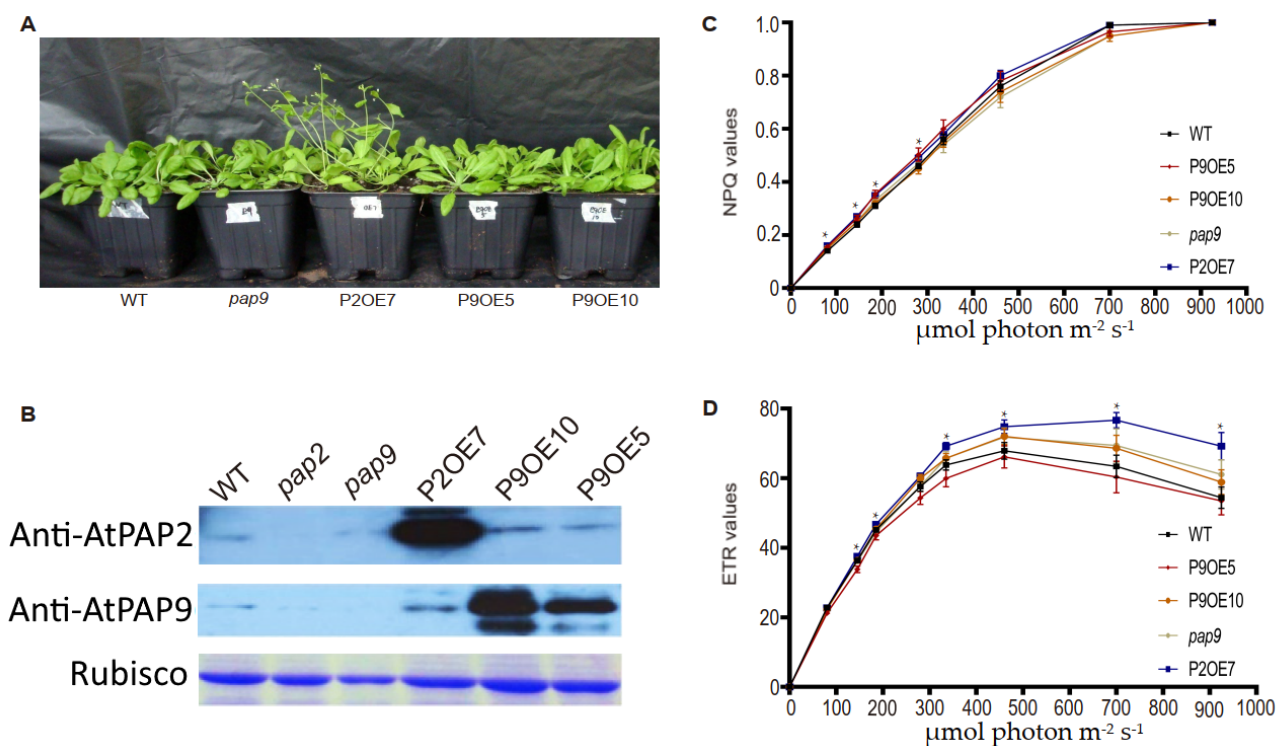 A
WT
pap9
P2OE7
P9OE5
P9OE10
B
WT
pap2
pap9
P2OE7
P9OE10
P9OE5
Anti-AtPAP2
Anti-AtPAP9
Rubisco
C
NPQ values
1.0
0.8
0.6
0.4
0.2
0
0 100 200 300 400 500 600 700 800 900 1000
μmol photon m⁻² s⁻¹
* * * *
WT
P9OE5
P9OE10
pap9
P2OE7
D
ETR values
80
60
40
20
0
0 100 200 300 400 500 600 700 800 900 1000
μmol photon m⁻² s⁻¹
* * * * * *
WT
P9OE5
P9OE10
pap9
P2OE7